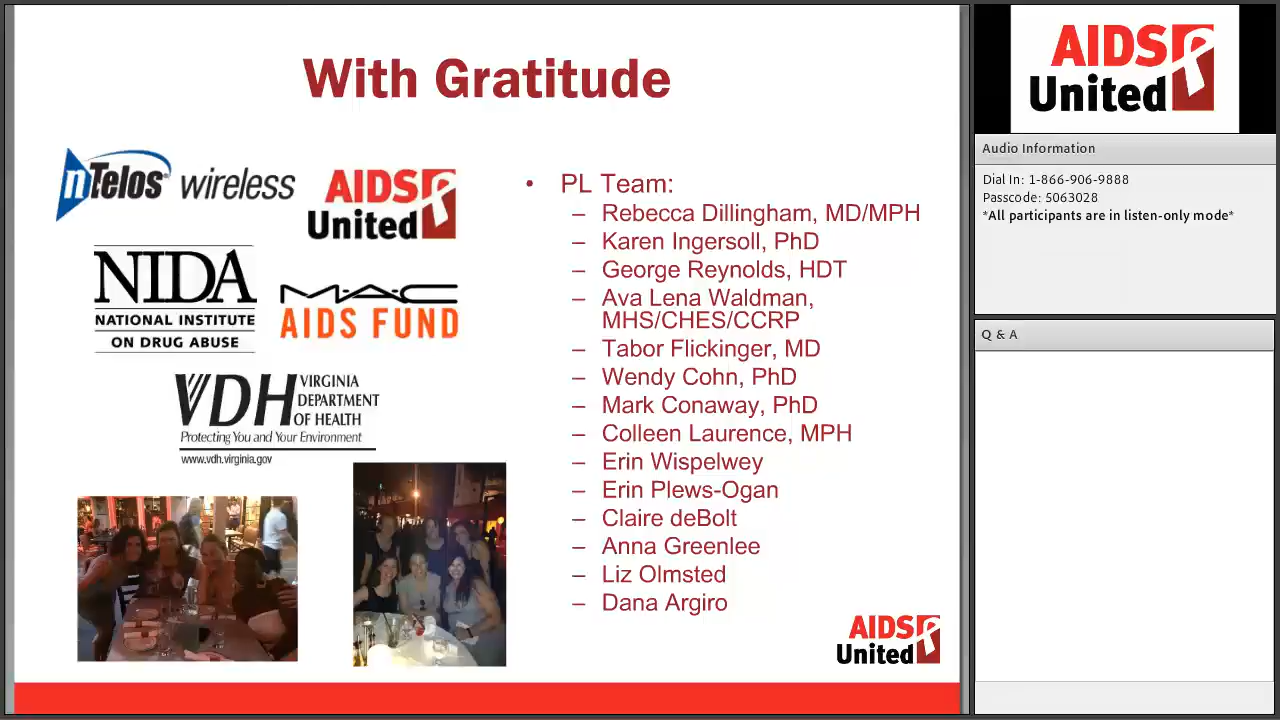 With Gratitude
nTelos wireless
AIDS
United
NIDA
NATIONAL INSTITUTE
ON DRUG ABUSE
MAC
AIDS FUND
VDH VIRGINIA
DEPARTMENT
OF HEALTH
Protecting You and Your Environment
www.vdh.virginia.gov
• PL Team:
– Rebecca Dillingham, MD/MPH
– Karen Ingersoll, PhD
– George Reynolds, HDT
– Ava Lena Waldman,
MHS/CHES/CCRP
– Tabor Flickinger, MD
– Wendy Cohn, PhD
– Mark Conaway, PhD
– Colleen Laurence, MPH
– Erin Wispelwey
– Erin Plews-Ogan
– Claire deBolt
– Anna Greenlee
– Liz Olmsted
– Dana Argiro
AIDS
United
AIDS
United
Audio Information
Dial In: 1-866-906-9888
Passcode: 5063028
*All participants are in listen-only mode*
Q & A